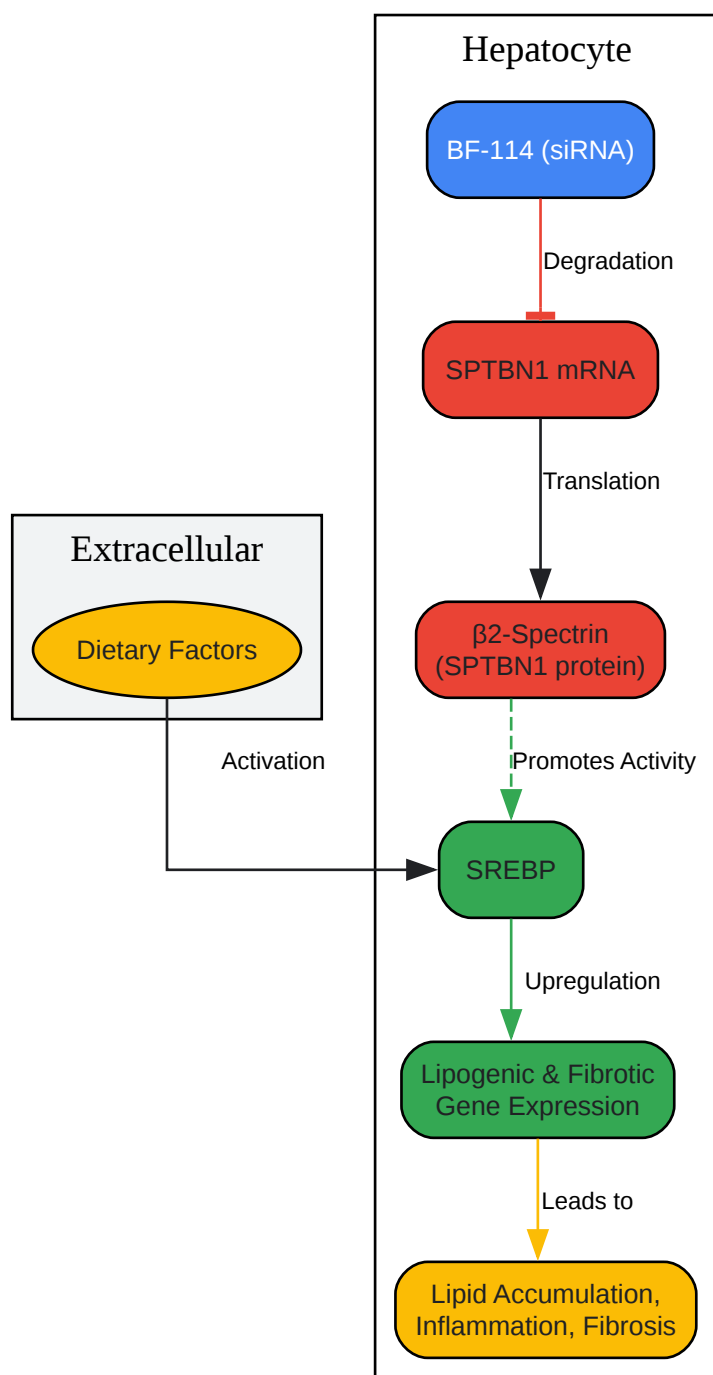 Hepatocyte
BF-114 (siRNA)
Degradation
SPTBN1 mRNA
Translation
Extracellular
Dietary Factors
β2-Spectrin
(SPTBN1 protein)
Activation
Promotes Activity
SREBP
Upregulation
Lipogenic & Fibrotic
Gene Expression
Leads to
Lipid Accumulation,
Inflammation, Fibrosis